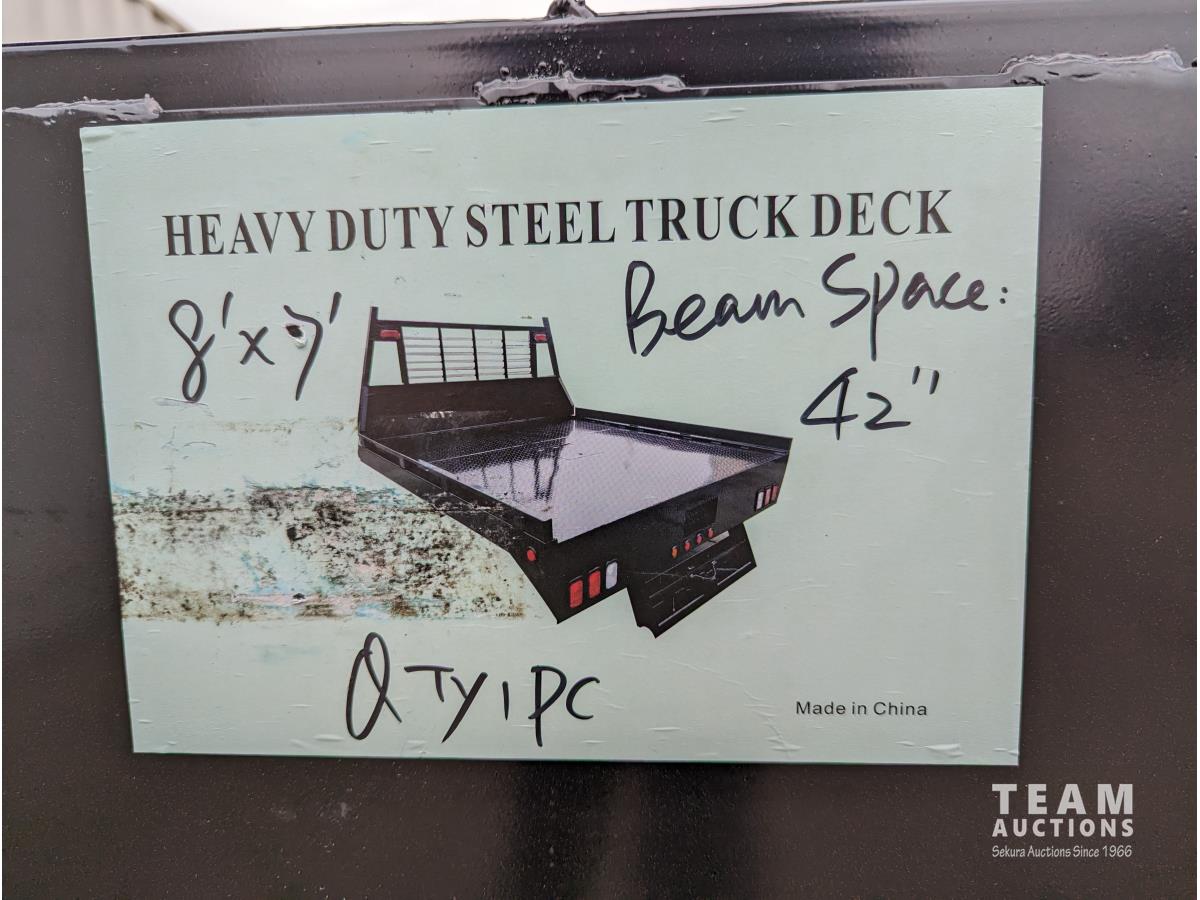 HEAVY DUTY STEEL TRUCK DECK
8' x 7'
Beam Space:
42"
QTY 1 PC
Made in China
TEAM
AUCTIONS
Sekura Auctions Since 1966